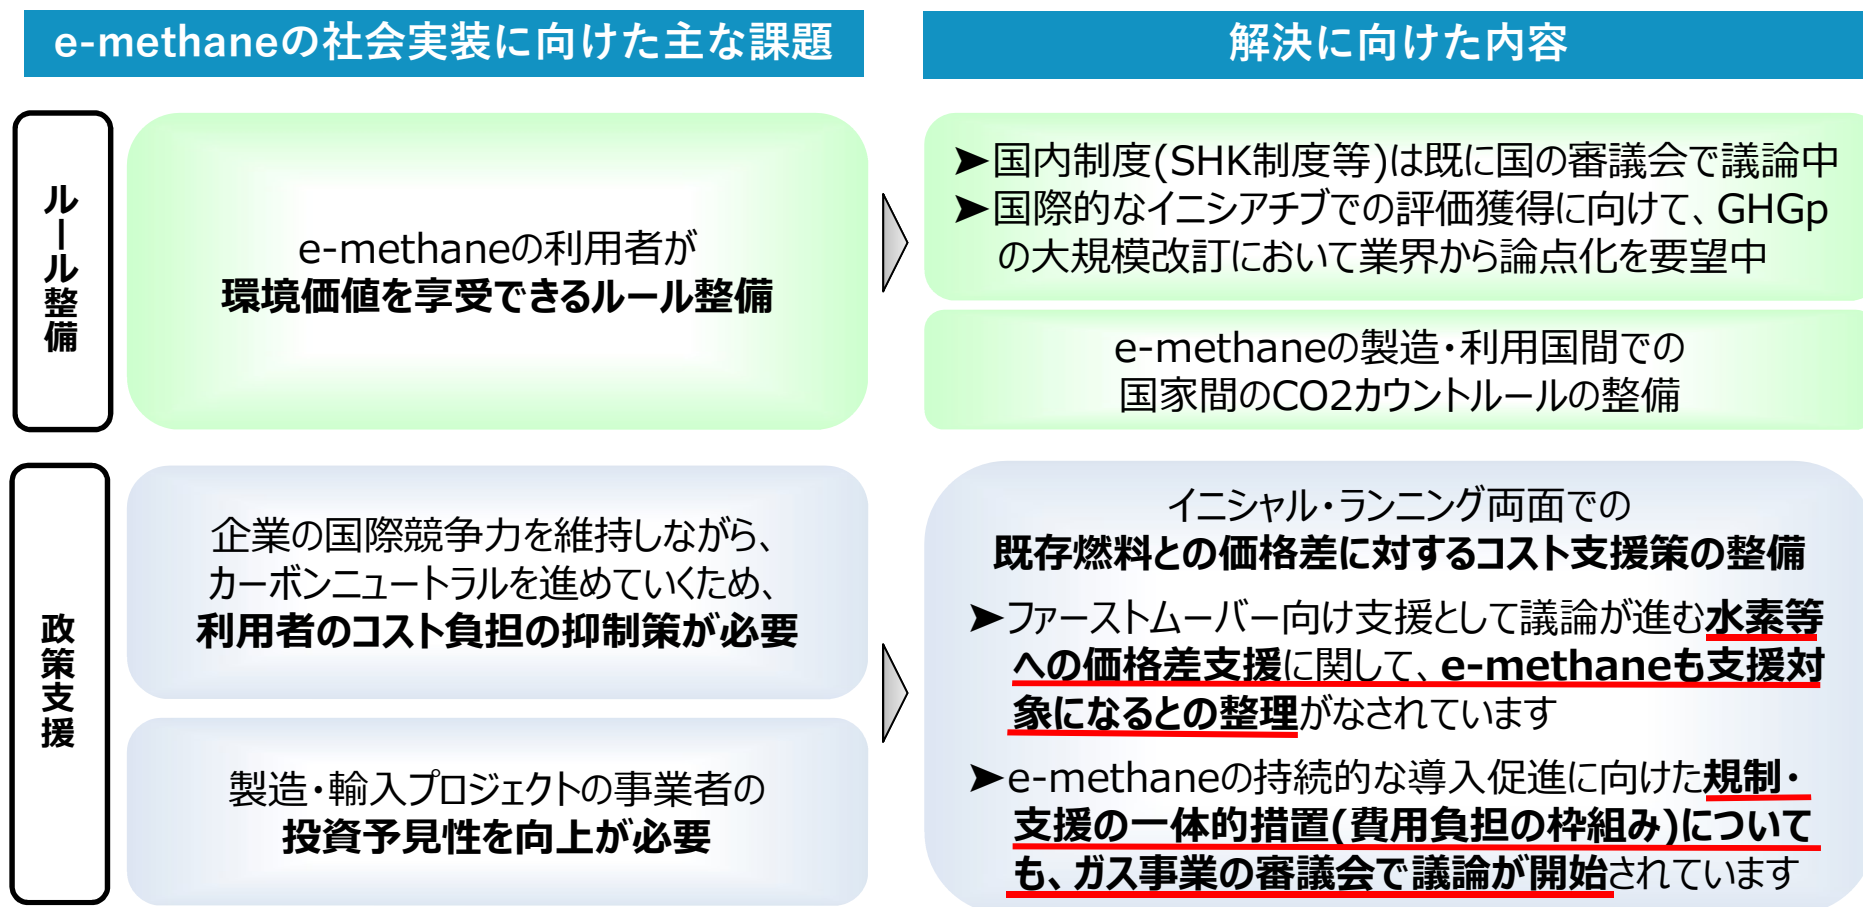 e-methaneの社会実装に向けた主な課題
解決に向けた内容
ルール整備
e-methaneの利用者が
環境価値を享受できるルール整備
➤国内制度(SHK制度等)は既に国の審議会で議論中
➤国際的なイニシアチブでの評価獲得に向けて、GHGp
の大規模改訂において業界から論点化を要望中
e-methaneの製造・利用国間での
国家間のCO2カウントルールの整備
政策支援
企業の国際競争力を維持しながら、
カーボンニュートラルを進めていくため、
利用者のコスト負担の抑制策が必要
製造・輸入プロジェクトの事業者の
投資予見性を向上が必要
イニシャル・ランニング両面での
既存燃料との価格差に対するコスト支援策の整備
➤ファーストムーバー向け支援として議論が進む水素等
への価格差支援に関して、e-methaneも支援対
象になるとの整理がなされています
➤e-methaneの持続的な導入促進に向けた規制・
支援の一体的措置(費用負担の枠組み)について
も、ガス事業の審議会で議論が開始されています